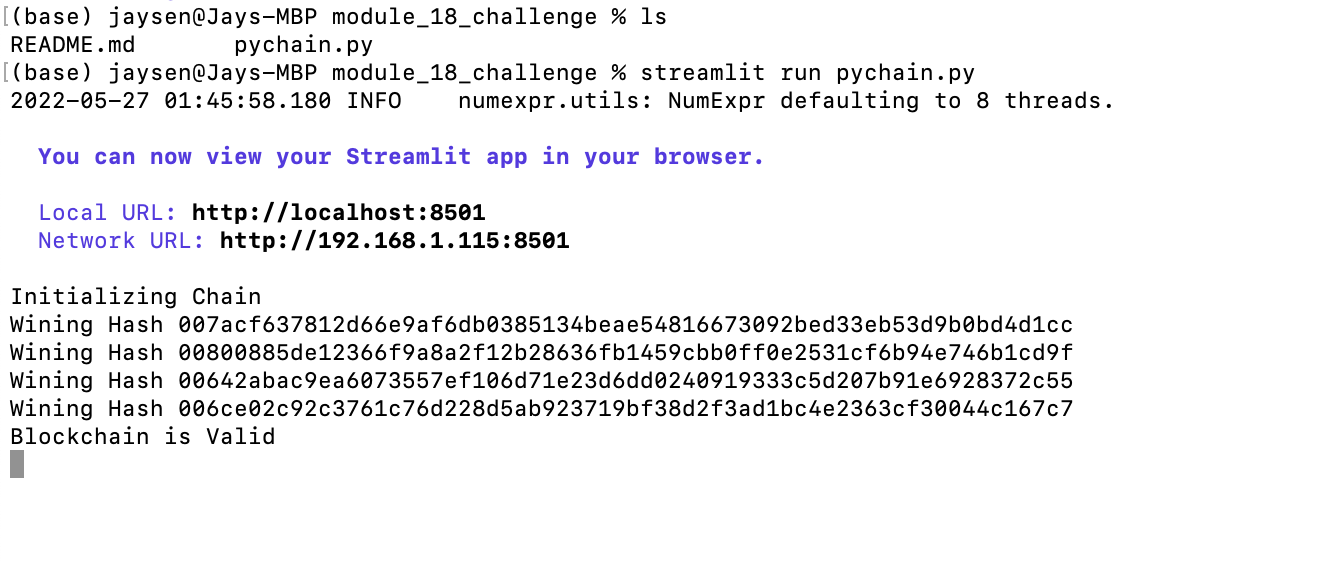 (base) jaysen@Jays-MBP module_18_challenge % ls
README.md       pychain.py
(base) jaysen@Jays-MBP module_18_challenge % streamlit run pychain.py
2022-05-27 01:45:58.180 INFO    numexpr.utils: NumExpr defaulting to 8 threads.
You can now view your Streamlit app in your browser.
Local URL: http://localhost:8501
Network URL: http://192.168.1.115:8501
Initializing Chain
Wining Hash 007acf637812d66e9af6db0385134beae54816673092bed33eb53d9b0bd4d1cc
Wining Hash 00800885de12366f9a8a2f12b28636fb1459cbb0ff0e2531cf6b94e746b1cd9f
Wining Hash 00642abac9ea6073557ef106d71e23d6dd0240919333c5d207b91e6928372c55
Wining Hash 006ce02c92c3761c76d228d5ab923719bf38d2f3ad1bc4e2363cf30044c167c7
Blockchain is Valid